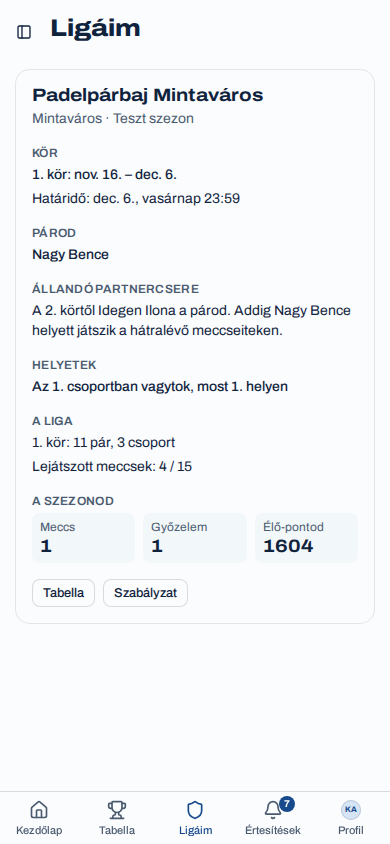 Ligáim
Padelpárbaj Mintaváros
Mintaváros · Teszt szezon
KÖR
1. kör: nov. 16. – dec. 6.
Határidő: dec. 6., vasárnap 23:59
PÁROD
Nagy Bence
ÁLLANDÓ PARTNERCSERE
A 2. körtől Idegen Ilona a párod. Addig Nagy Bence
helyett játszik a hátralévő meccseiteken.
HELYETEK
Az 1. csoportban vagytok, most 1. helyen
A LIGA
1. kör: 11 pár, 3 csoport
Lejátszott meccsek: 4 / 15
A SZEZONOD
Meccs Győzelem Élő-pontod
1 1 1604
Tabella Szabályzat
7
KA
Kezdőlap Tabella Ligáim Értesítések Profil